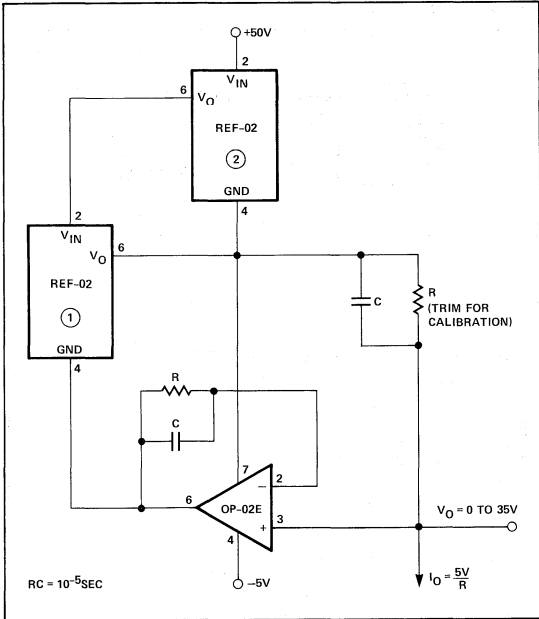 +50V
2
V_IN
6
V_O
REF-02
2
GND
4
2
V_IN
6
V_O
REF-02
1
GND
4
C
R
(TRIM FOR
CALIBRATION)
R
C
7
2
−
6
OP-02E
+
3
4
V_O = 0 TO 35V
−5V
I_O = 5V/R
RC = 10⁻⁵SEC